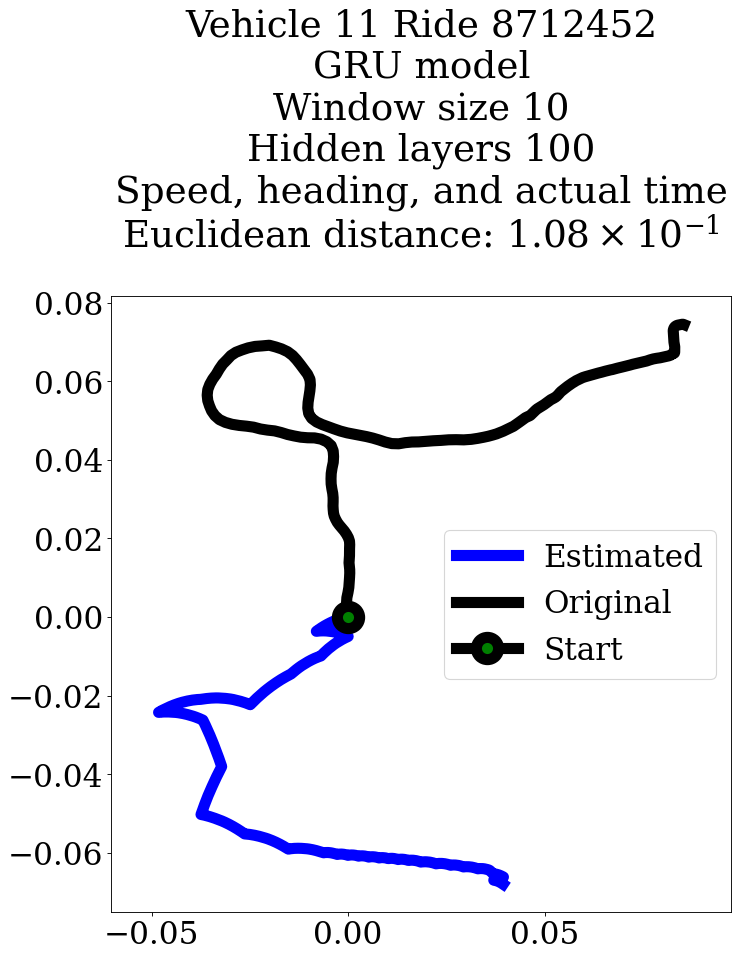 Vehicle 11 Ride 8712452
GRU model
Window size 10
Hidden layers 100
Speed, heading, and actual time
Euclidean distance: 1.08 × 10⁻¹
0.08
0.06
0.04
0.02
0.00
−0.02
−0.04
−0.06
Estimated
Original
Start
−0.05
0.00
0.05